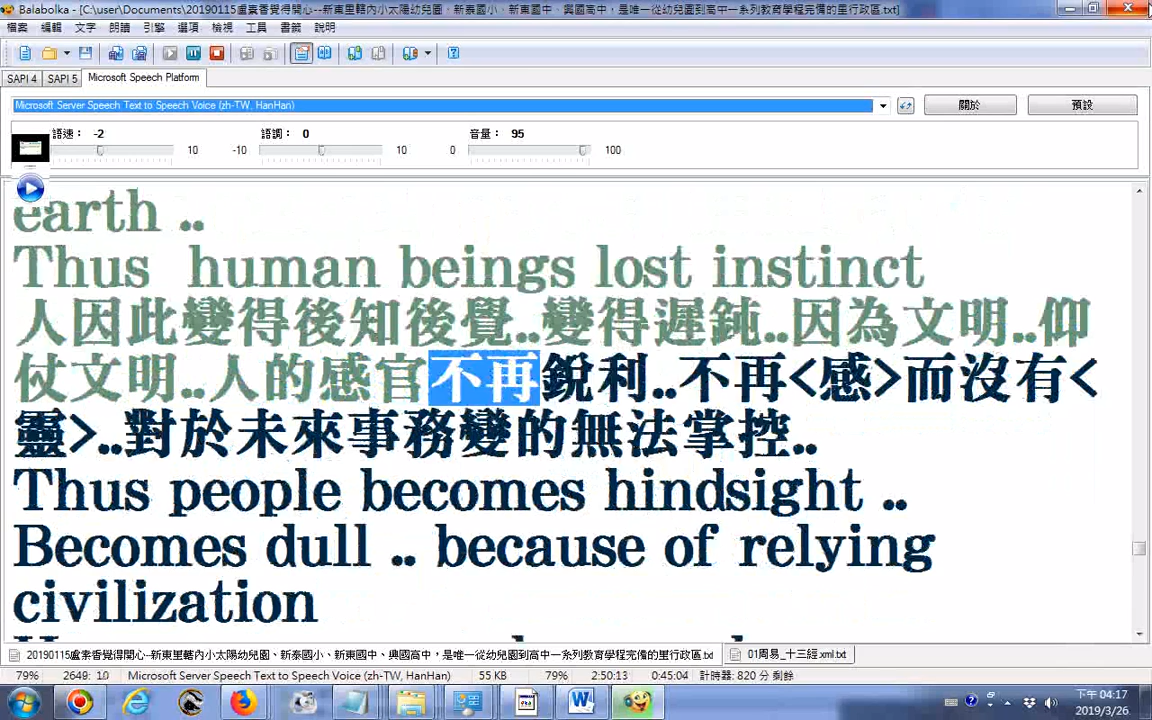 Balabolka - [C:\user\Documents\20190115盧素香覺得開心--新東里轄內小太陽幼兒園、新泰國小、新東國中、興國高中，是唯一從幼兒園到高中一系列教育學程完備的里行政區.txt]
檔案 編輯 文字 朗讀 引擎 選項 檢視 工具 書籤 說明
SAPI 4 SAPI 5 Microsoft Speech Platform
Microsoft Server Speech Text to Speech Voice (zh-TW, HanHan) 關於 預設
語速： -2 語調： 0 音量： 95
10 -10 10 0 100
earth ..
Thus human beings lost instinct
人因此變得後知後覺..變得遲鈍..因為文明..仰
仗文明..人的感官不再銳利..不再<感>而沒有<
靈>..對於未來事務變的無法掌控..
Thus people becomes hindsight ..
Becomes dull .. because of relying
civilization
20190115盧素香覺得開心--新東里轄內小太陽幼兒園、新泰國小、新東國中、興國高中，是唯一從幼兒園到高中一系列教育學程完備的里行政區.txt 01周易_十三經.xml.txt
79% 2649: 10 Microsoft Server Speech Text to Speech Voice (zh-TW, HanHan) 55 KB 79% 2:50:13 0:45:04 計時器: 820 分 剩餘
下午 04:17
2019/3/26